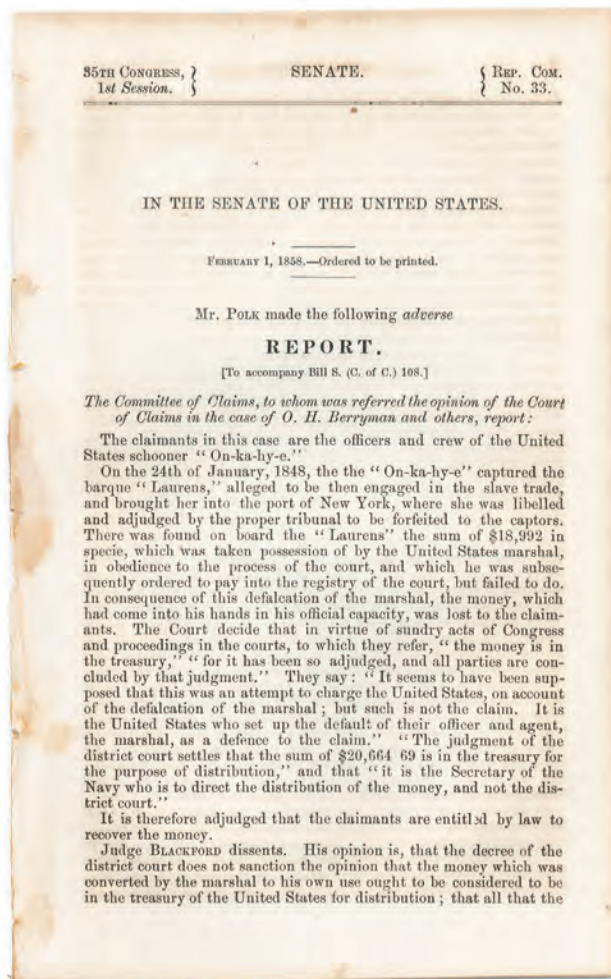 35TH CONGRESS, } SENATE. { REP. COM.
1st Session. } { No. 33.
IN THE SENATE OF THE UNITED STATES.
FEBRUARY 1, 1858.—Ordered to be printed.
Mr. POLK made the following adverse
REPORT.
[To accompany Bill S. (C. of C.) 108.]
The Committee of Claims, to whom was referred the opinion of the Court
of Claims in the case of O. H. Berryman and others, report:
The claimants in this case are the officers and crew of the United
States schooner "On-ka-hy-e."
On the 24th of January, 1848, the the "On-ka-hy-e" captured the
barque "Laurens," alleged to be then engaged in the slave trade,
and brought her into the port of New York, where she was libelled
and adjudged by the proper tribunal to be forfeited to the captors.
There was found on board the "Laurens" the sum of $18,992 in
specie, which was taken possession of by the United States marshal,
in obedience to the process of the court, and which he was subse-
quently ordered to pay into the registry of the court, but failed to do.
In consequence of this defalcation of the marshal, the money, which
had come into his hands in his official capacity, was lost to the claim-
ants. The Court decide that in virtue of sundry acts of Congress
and proceedings in the courts, to which they refer, "the money is in
the treasury," "for it has been so adjudged, and all parties are con-
cluded by that judgment." They say: "It seems to have been sup-
posed that this was an attempt to charge the United States, on account
of the defalcation of the marshal; but such is not the claim. It is
the United States who set up the default of their officer and agent,
the marshal, as a defence to the claim." "The judgment of the
district court settles that the sum of $20,664 69 is in the treasury for
the purpose of distribution," and that "it is the Secretary of the
Navy who is to direct the distribution of the money, and not the dis-
trict court."
It is therefore adjudged that the claimants are entitled by law to
recover the money.
Judge BLACKFORD dissents. His opinion is, that the decree of the
district court does not sanction the opinion that the money which was
converted by the marshal to his own use ought to be considered to be
in the treasury of the United States for distribution; that all that the